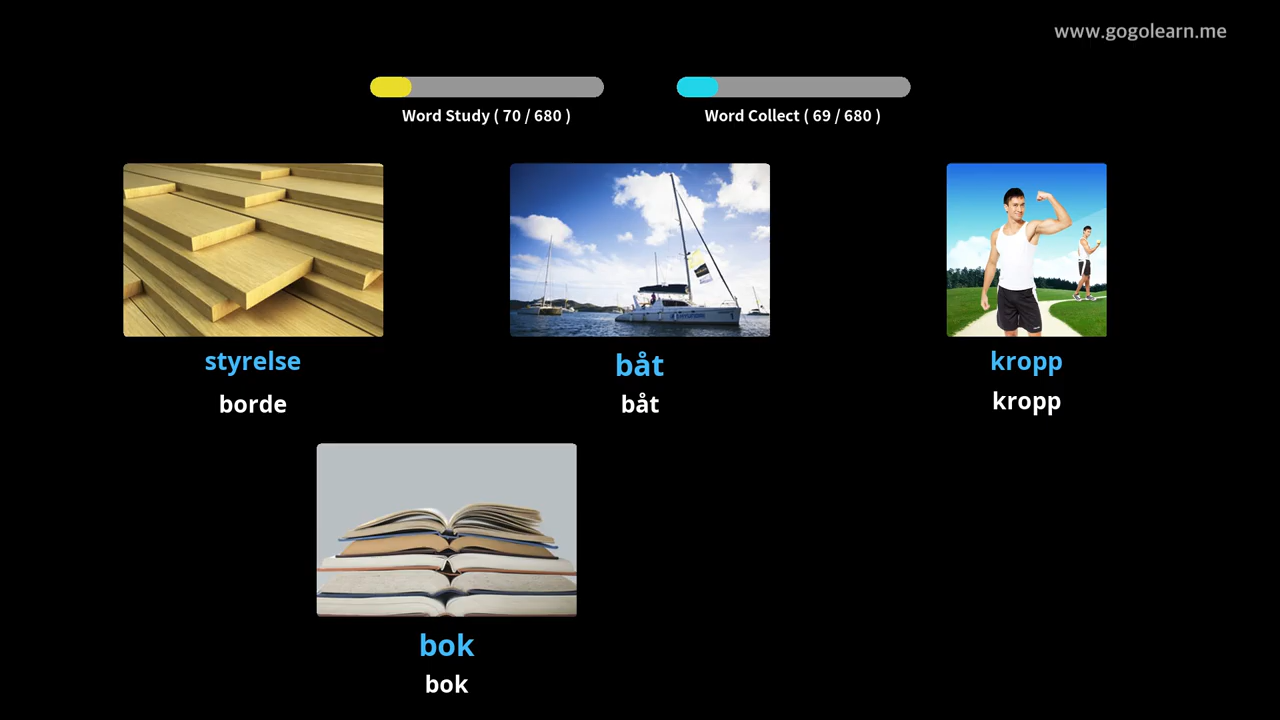 www.gogolearn.me
Word Study ( 70 / 680 )
Word Collect ( 69 / 680 )
styrelse
borde
båt
båt
kropp
kropp
bok
bok